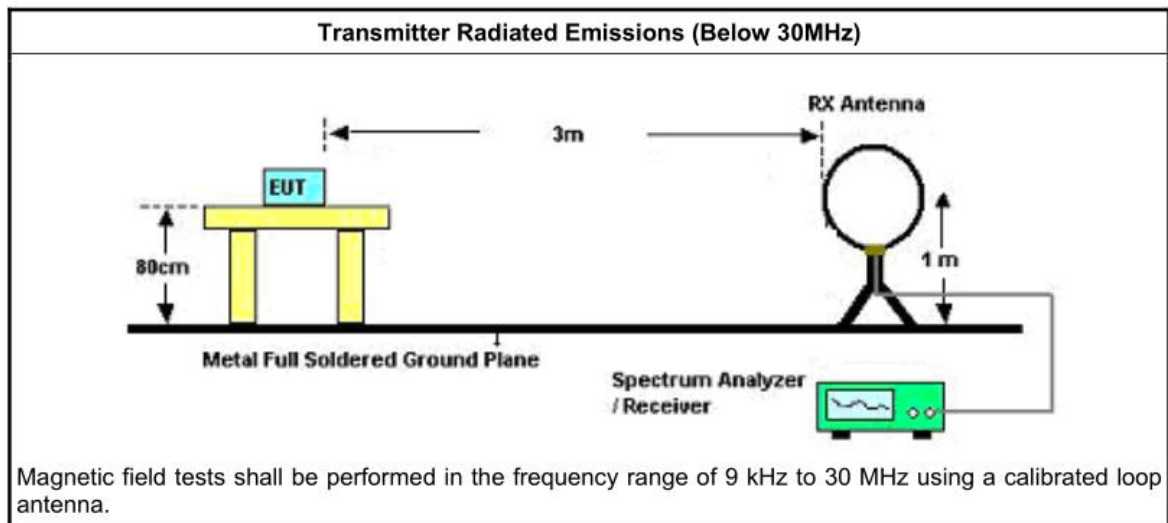 Transmitter Radiated Emissions (Below 30MHz)
RX Antenna
3m
EUT
80cm
1 m
Metal Full Soldered Ground Plane
Spectrum Analyzer
/ Receiver
Magnetic field tests shall be performed in the frequency range of 9 kHz to 30 MHz using a calibrated loop
antenna.